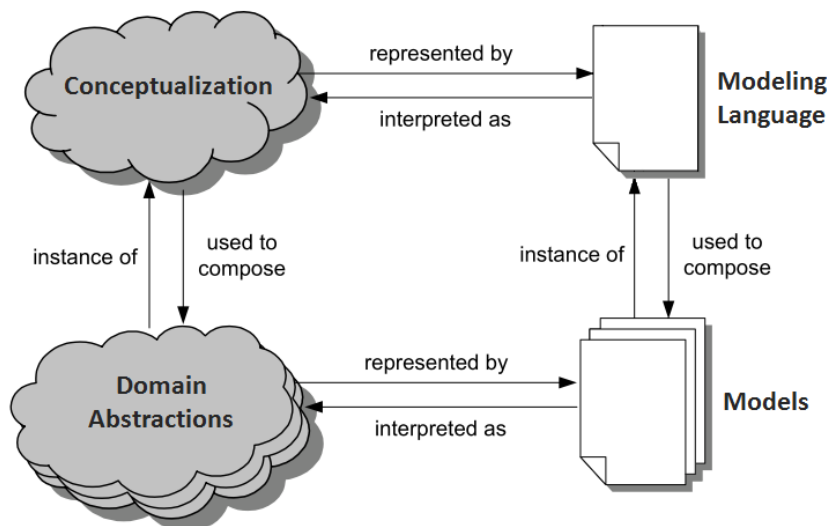 represented by
Conceptualization
Modeling
Language
interpreted as
instance of
used to
compose
instance of
used to
compose
represented by
Domain
Abstractions
Models
interpreted as